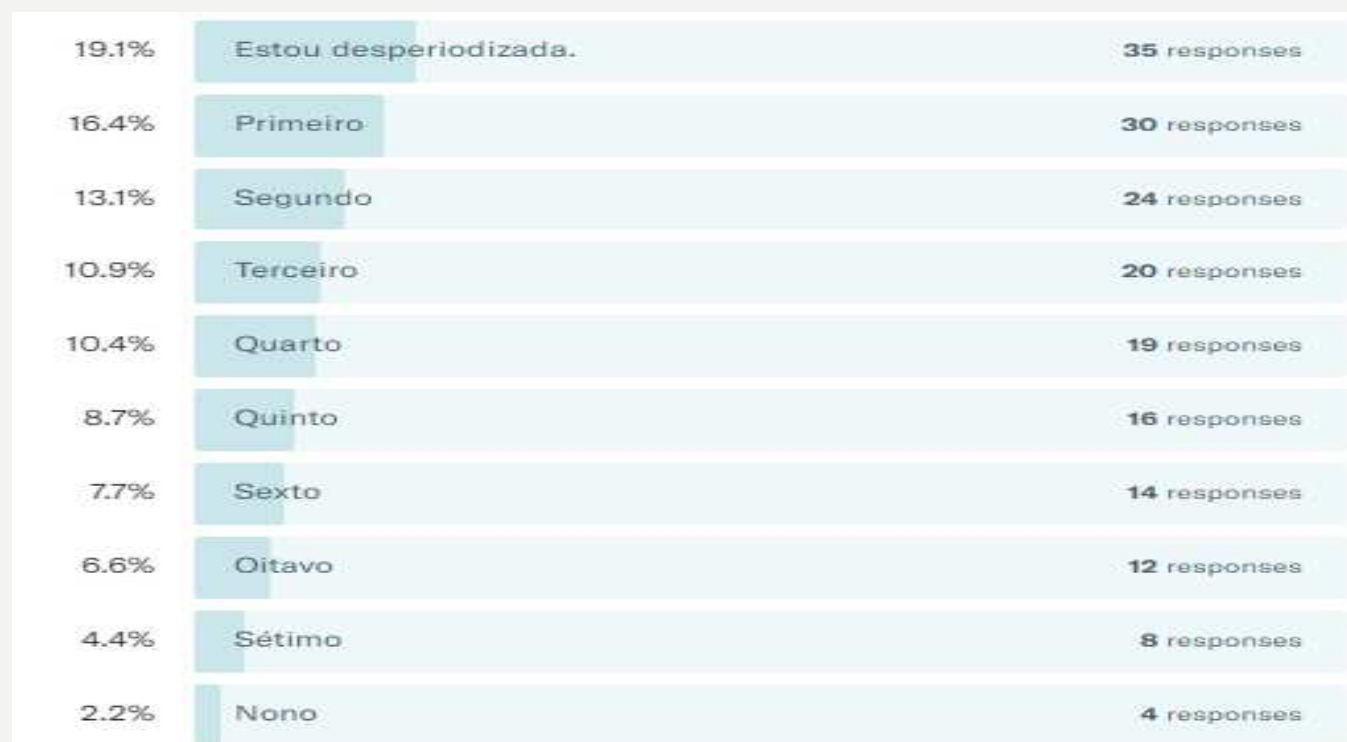 19.1% Estou desperiodizada. 35 responses
16.4% Primeiro 30 responses
13.1% Segundo 24 responses
10.9% Terceiro 20 responses
10.4% Quarto 19 responses
8.7% Quinto 16 responses
7.7% Sexto 14 responses
6.6% Oitavo 12 responses
4.4% Sétimo 8 responses
2.2% Nono 4 responses